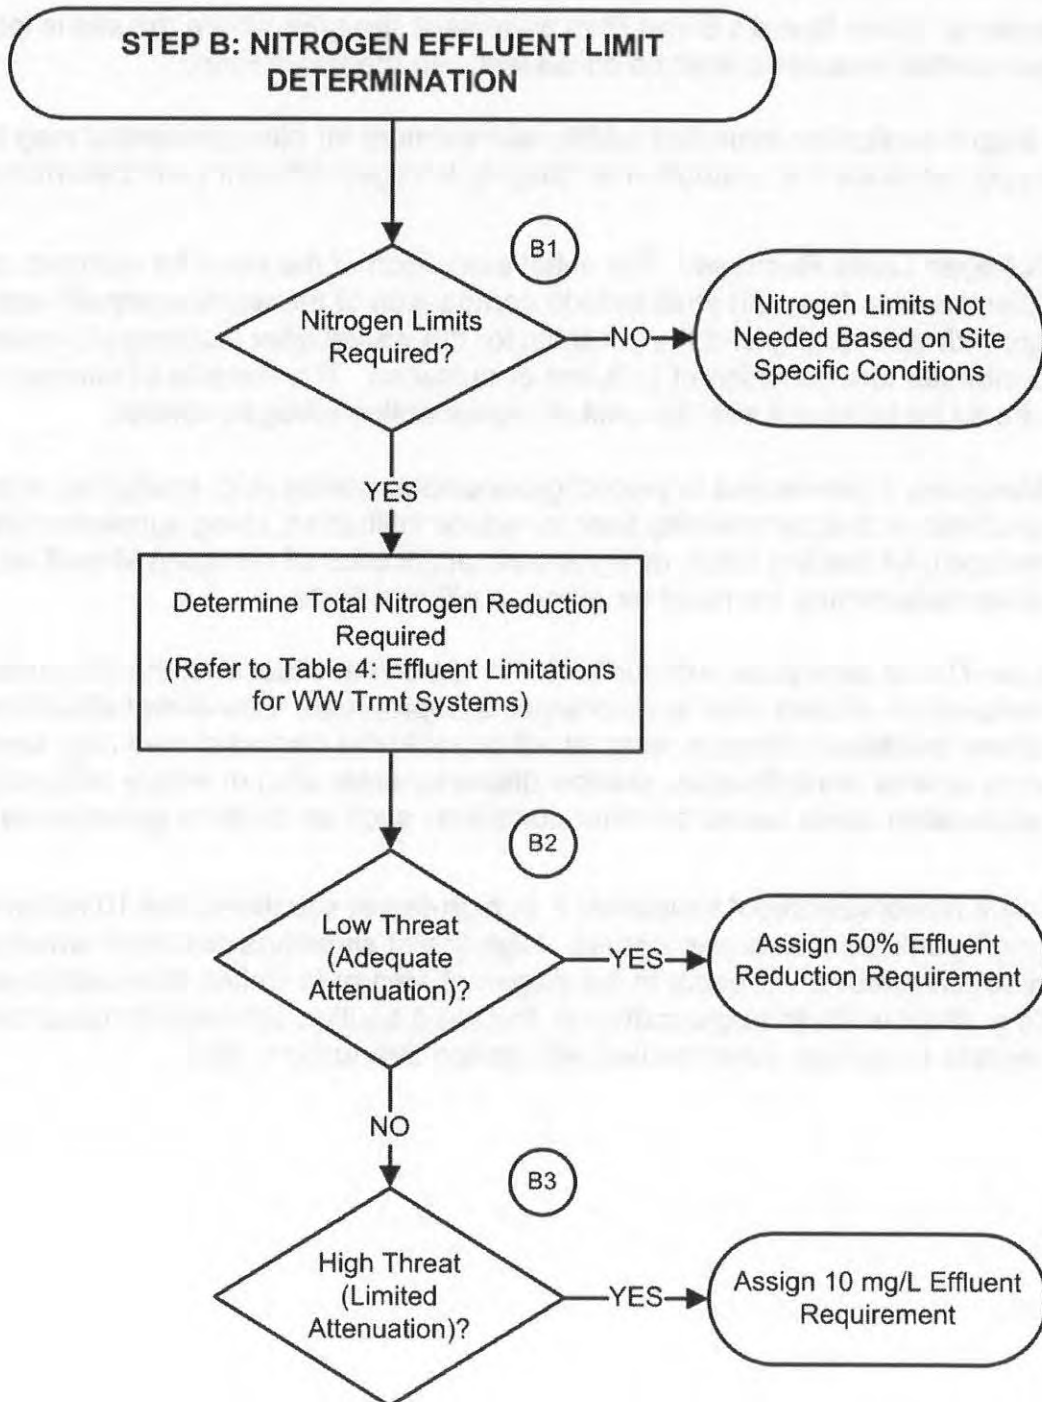 STEP B: NITROGEN EFFLUENT LIMIT
DETERMINATION
B1
Nitrogen Limits
Required?
NO
Nitrogen Limits Not
Needed Based on Site
Specific Conditions
YES
Determine Total Nitrogen Reduction
Required
(Refer to Table 4: Effluent Limitations
for WW Trmt Systems)
B2
Low Threat
(Adequate
Attenuation)?
YES
Assign 50% Effluent
Reduction Requirement
NO
B3
High Threat
(Limited
Attenuation)?
YES
Assign 10 mg/L Effluent
Requirement